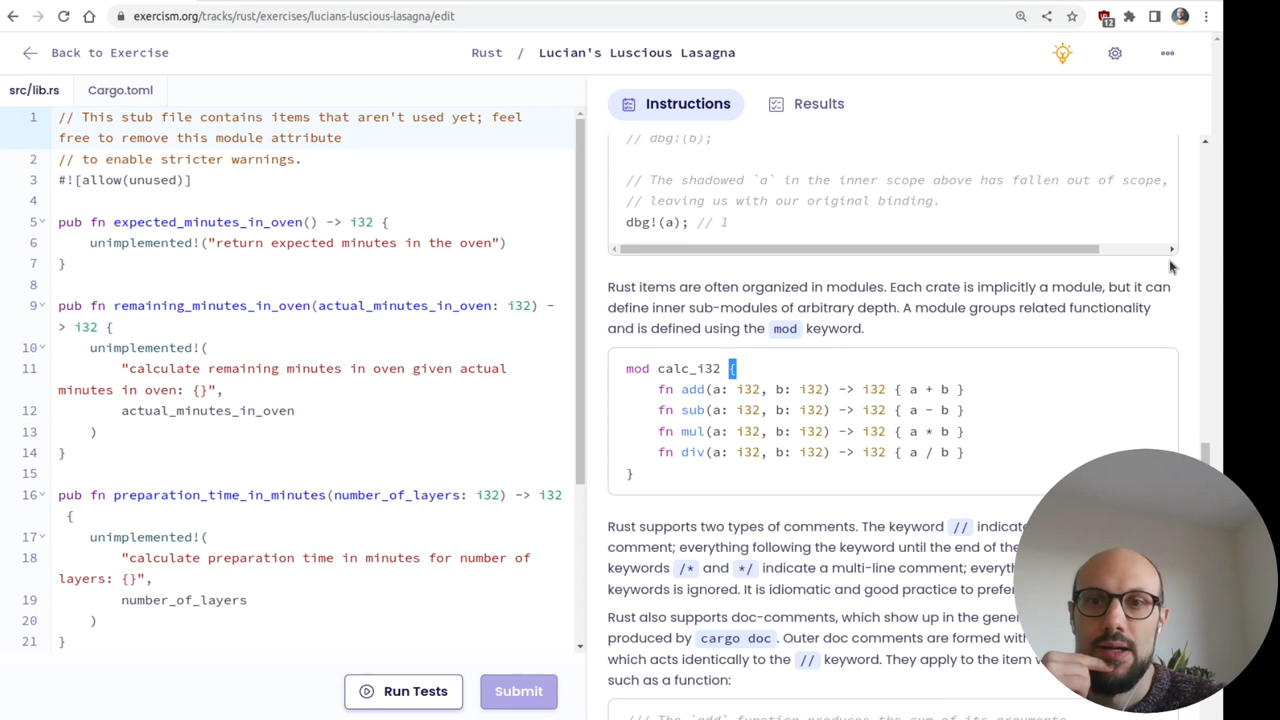 exercism.org/tracks/rust/exercises/lucians-luscious-lasagna/edit
12
Back to Exercise
Rust / Lucian's Luscious Lasagna
src/lib.rs
Cargo.toml
1 // This stub file contains items that aren't used yet; feel
free to remove this module attribute
2 // to enable stricter warnings.
3 #![allow(unused)]
4
5 pub fn expected_minutes_in_oven() -> i32 {
6 unimplemented!("return expected minutes in the oven")
7 }
8
9 pub fn remaining_minutes_in_oven(actual_minutes_in_oven: i32) -
> i32 {
10 unimplemented!(
11 "calculate remaining minutes in oven given actual
minutes in oven: {}",
12 actual_minutes_in_oven
13 )
14 }
15
16 pub fn preparation_time_in_minutes(number_of_layers: i32) -> i32
{
17 unimplemented!(
18 "calculate preparation time in minutes for number of
layers: {}",
19 number_of_layers
20 )
21 }
Run Tests
Submit
Instructions
Results
// dbg!(b);
// The shadowed `a` in the inner scope above has fallen out of scope,
// leaving us with our original binding.
dbg!(a); // 1
Rust items are often organized in modules. Each crate is implicitly a module, but it can
define inner sub-modules of arbitrary depth. A module groups related functionality
and is defined using the mod keyword.
mod calc_i32 {
fn add(a: i32, b: i32) -> i32 { a + b }
fn sub(a: i32, b: i32) -> i32 { a - b }
fn mul(a: i32, b: i32) -> i32 { a * b }
fn div(a: i32, b: i32) -> i32 { a / b }
}
Rust supports two types of comments. The keyword // indicate
comment; everything following the keyword until the end of the
keywords /* and */ indicate a multi-line comment; everyth
keywords is ignored. It is idiomatic and good practice to prefer
Rust also supports doc-comments, which show up in the gener
produced by cargo doc. Outer doc comments are formed with
which acts identically to the // keyword. They apply to the item
such as a function:
/// The `add` function produces the sum of its arguments